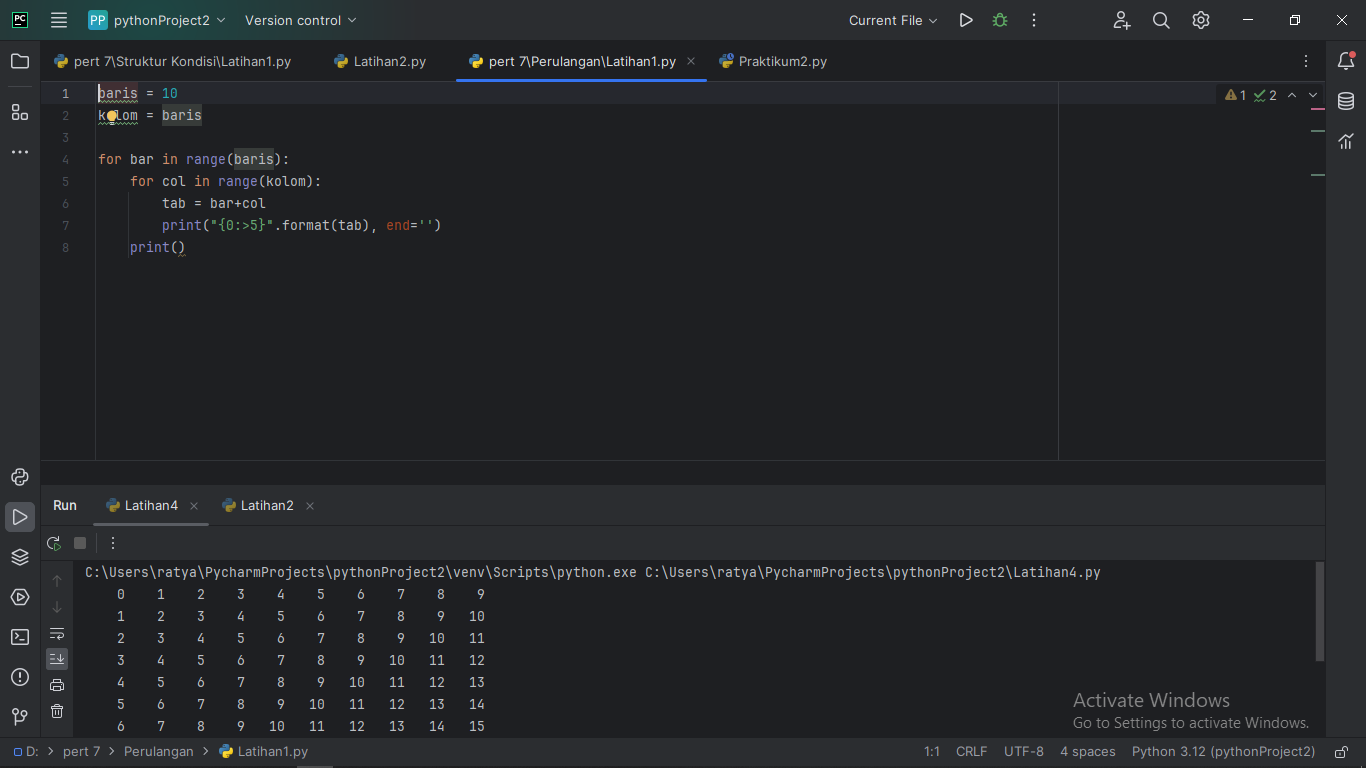 PC PP pythonProject2 Version control Current File
pert 7\Struktur Kondisi\Latihan1.py Latihan2.py pert 7\Perulangan\Latihan1.py Praktikum2.py
1 baris = 10 1 2
2 kolom = baris
3
4 for bar in range(baris):
5 for col in range(kolom):
6 tab = bar+col
7 print("{0:>5}".format(tab), end='')
8 print()
Run Latihan4 Latihan2
C:\Users\ratya\PycharmProjects\pythonProject2\venv\Scripts\python.exe C:\Users\ratya\PycharmProjects\pythonProject2\Latihan4.py
0 1 2 3 4 5 6 7 8 9
1 2 3 4 5 6 7 8 9 10
2 3 4 5 6 7 8 9 10 11
3 4 5 6 7 8 9 10 11 12
4 5 6 7 8 9 10 11 12 13
5 6 7 8 9 10 11 12 13 14
6 7 8 9 10 11 12 13 14 15
Activate Windows
Go to Settings to activate Windows.
D: > pert 7 > Perulangan > Latihan1.py 1:1 CRLF UTF-8 4 spaces Python 3.12 (pythonProject2)